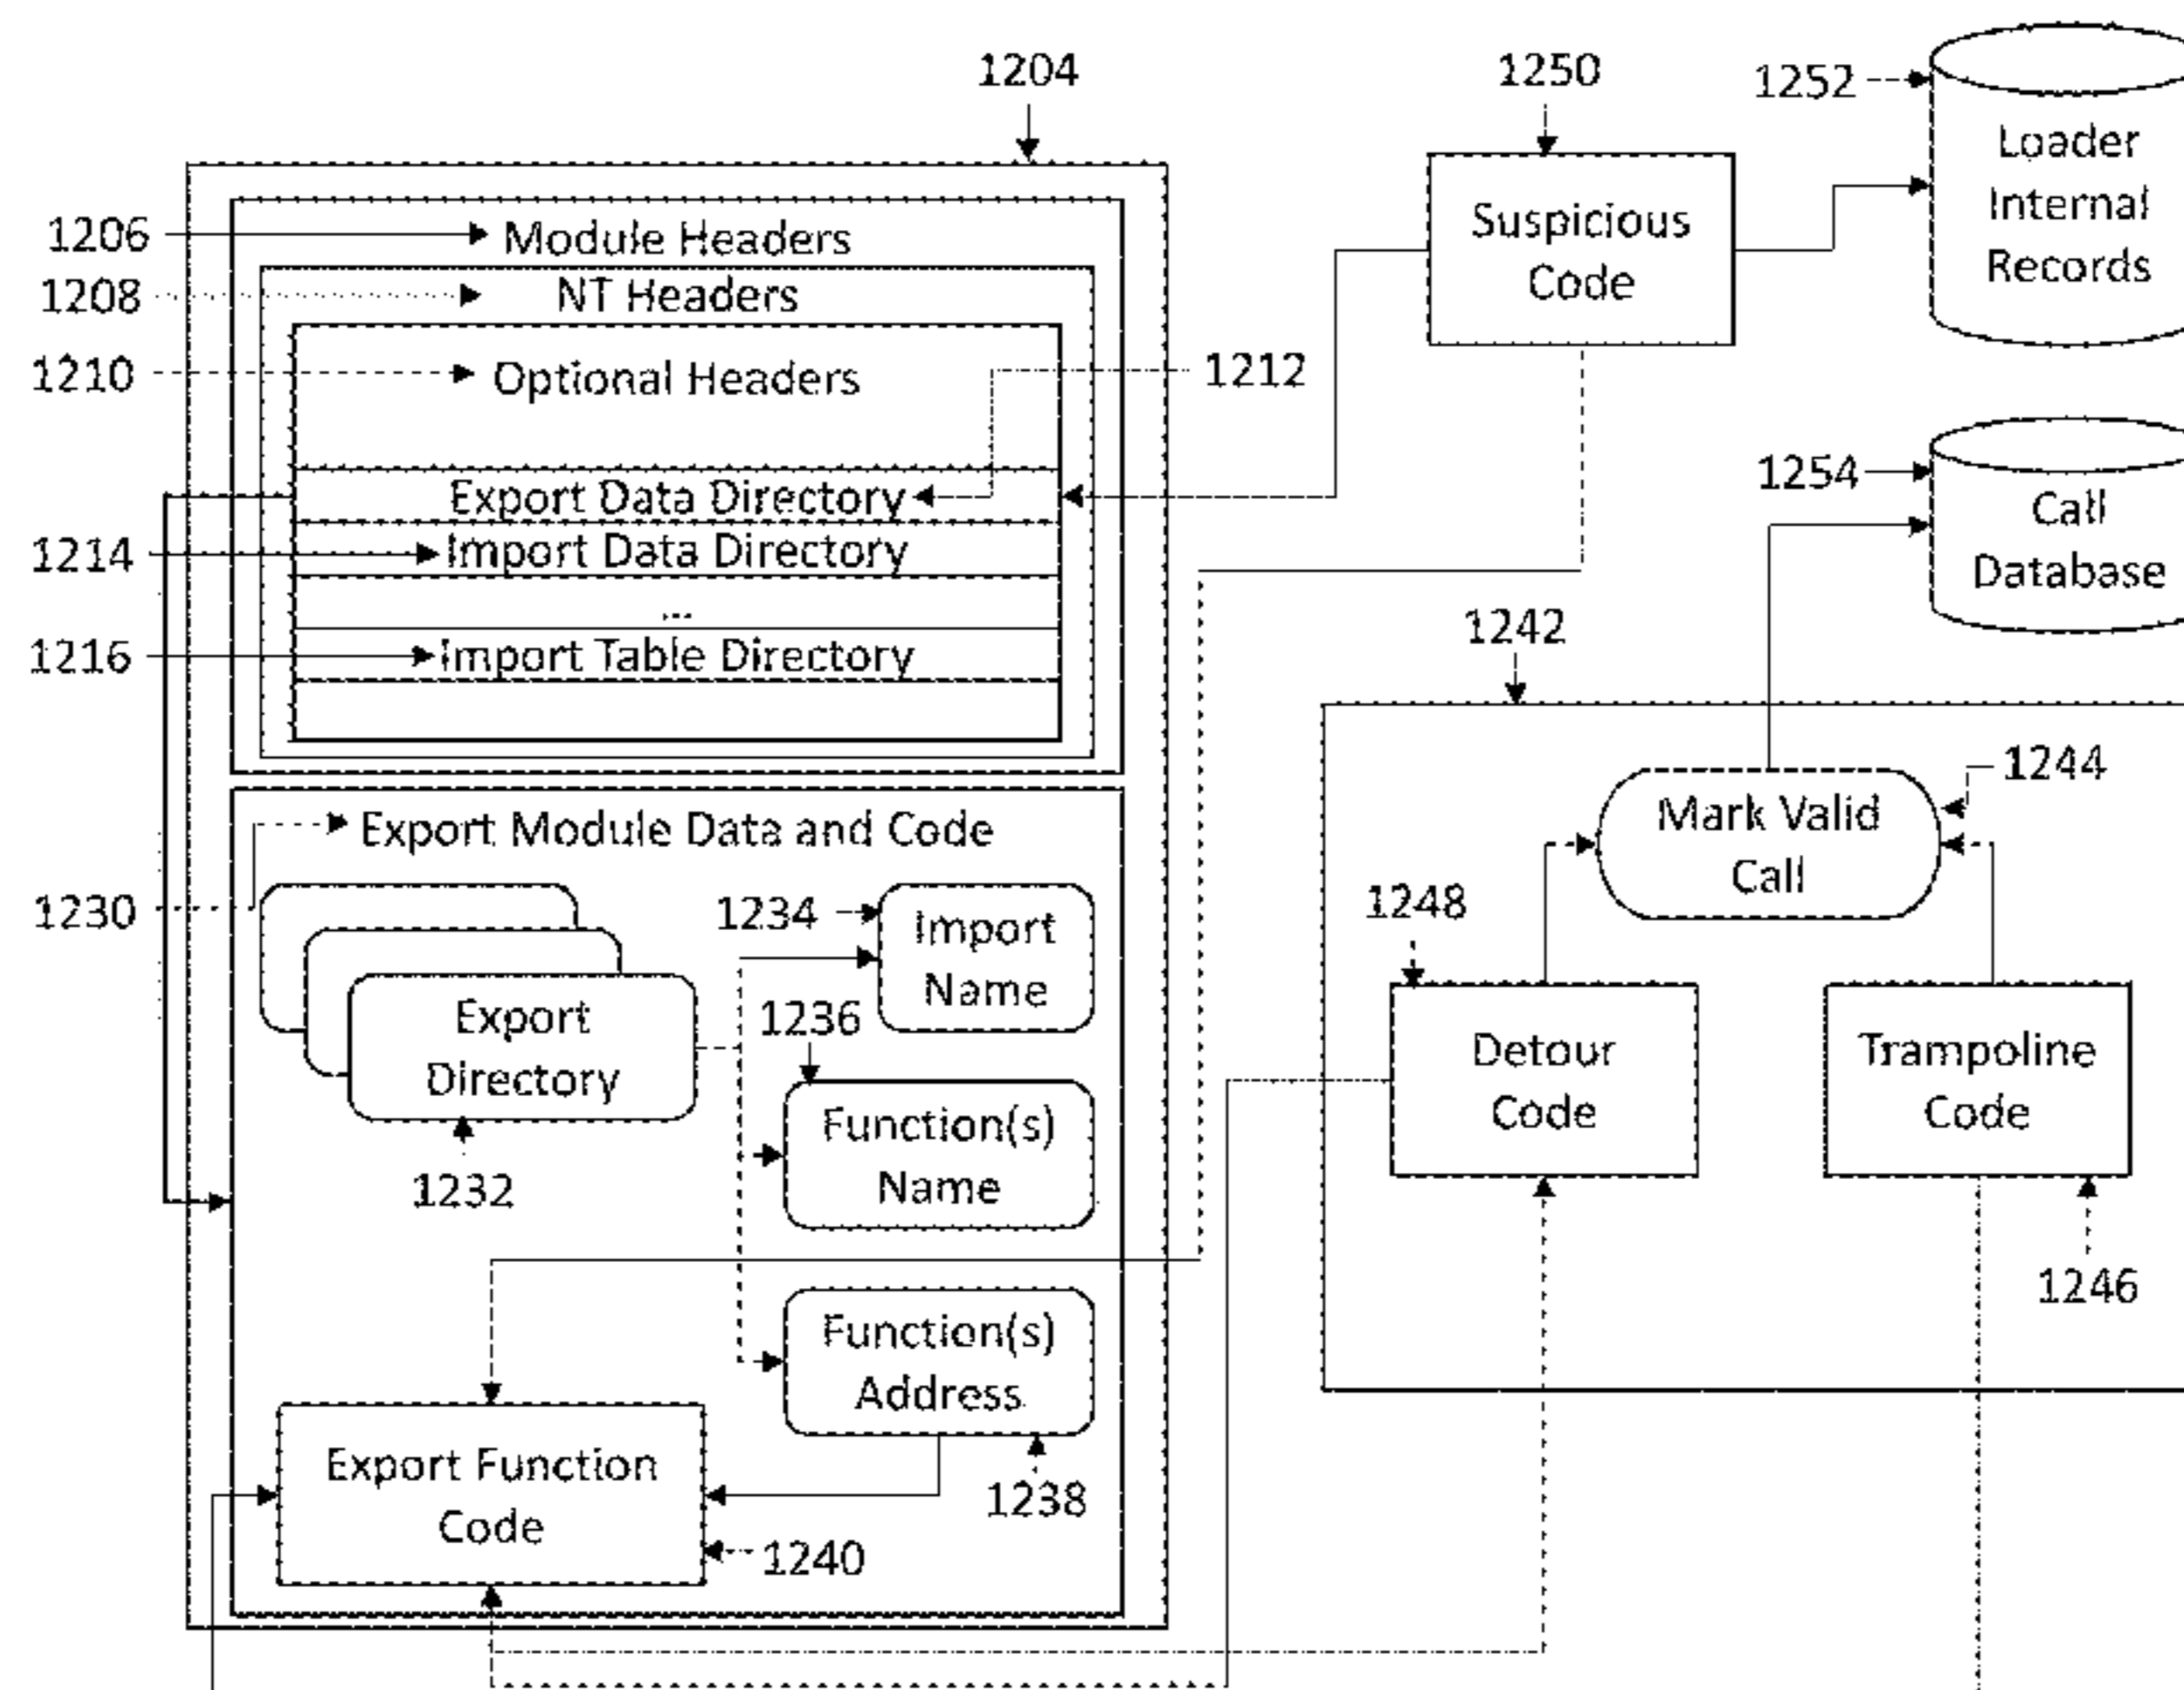 1204
1250
1252
Loader
Internal
Records
1206
Module Headers
Suspicious
Code
1208
NT Headers
1210
Optional Headers
1212
Export Data Directory
1254
Call
Database
1214
Import Data Directory
...
1216
Import Table Directory
1242
1244
Mark Valid
Call
Export Module Data and Code
1230
1234
Import
Name
1248
Export
Directory
1236
Detour
Code
Trampoline
Code
Function(s)
Name
1232
1246
Function(s)
Address
Export Function
Code
1238
1240